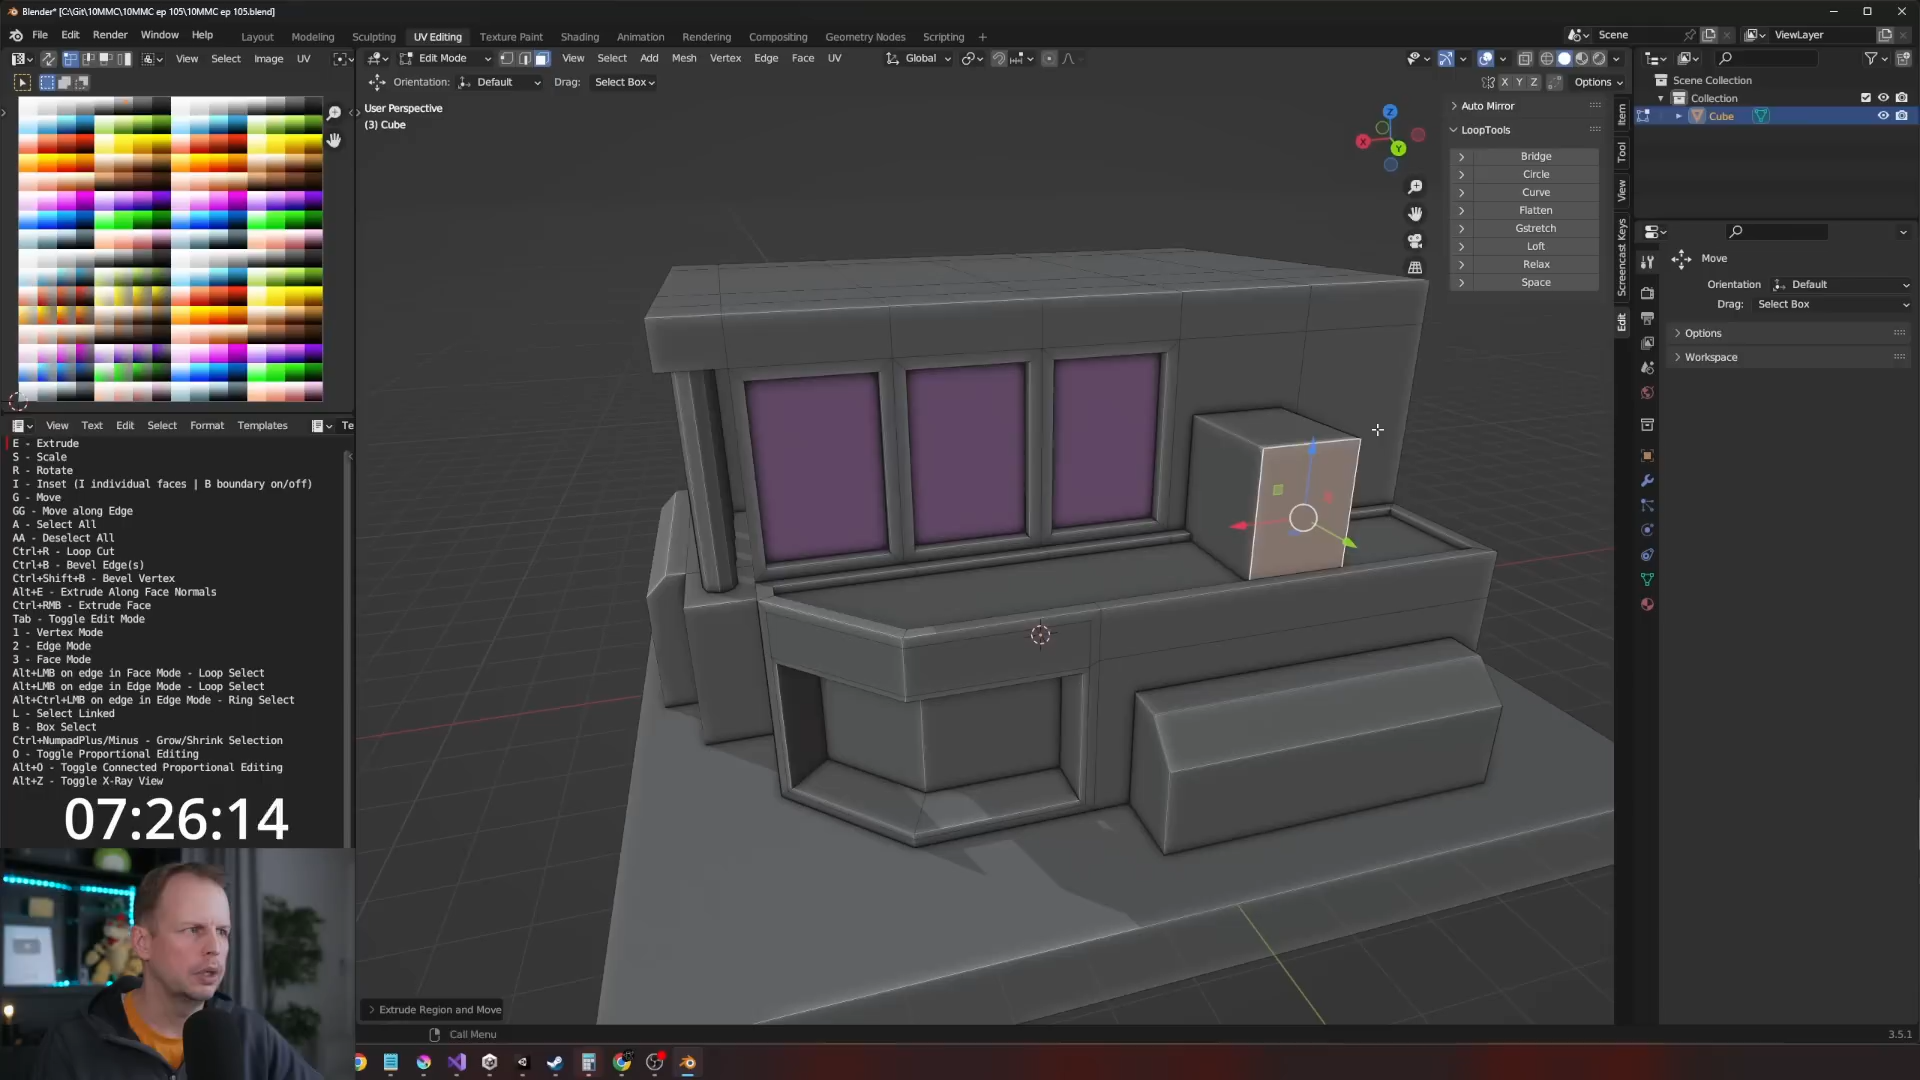 Blender* [C:\Git\10MMC\10MMC ep 105\10MMC ep 105.blend]
File Edit Render Window Help Layout Modeling Sculpting UV Editing Texture Paint Shading Animation Rendering Compositing Geometry Nodes Scripting Scene ViewLayer
View Select Image UV
Edit Mode View Select Add Mesh Vertex Edge Face UV Global
Orientation: Default Drag: Select Box X Y Z Options
User Perspective
(3) Cube
Z
X
Y
Auto Mirror
LoopTools
Bridge
Circle
Curve
Flatten
Gstretch
Loft
Relax
Space
Item
Tool
View
Screencast Keys
Edit
Scene Collection
Collection
Cube
Move
Orientation Default
Drag: Select Box
Options
Workspace
View Text Edit Select Format Templates Te
E - Extrude
S - Scale
R - Rotate
I - Inset (I individual faces | B boundary on/off)
G - Move
GG - Move along Edge
A - Select All
AA - Deselect All
Ctrl+R - Loop Cut
Ctrl+B - Bevel Edge(s)
Ctrl+Shift+B - Bevel Vertex
Alt+E - Extrude Along Face Normals
Ctrl+RMB - Extrude Face
Tab - Toggle Edit Mode
1 - Vertex Mode
2 - Edge Mode
3 - Face Mode
Alt+LMB on edge in Face Mode - Loop Select
Alt+LMB on edge in Edge Mode - Loop Select
Alt+Ctrl+LMB on edge in Edge Mode - Ring Select
L - Select Linked
B - Box Select
Ctrl+NumpadPlus/Minus - Grow/Shrink Selection
O - Toggle Proportional Editing
Alt+O - Toggle Connected Proportional Editing
Alt+Z - Toggle X-Ray View
07:26:14
Extrude Region and Move
Call Menu
3.5.1